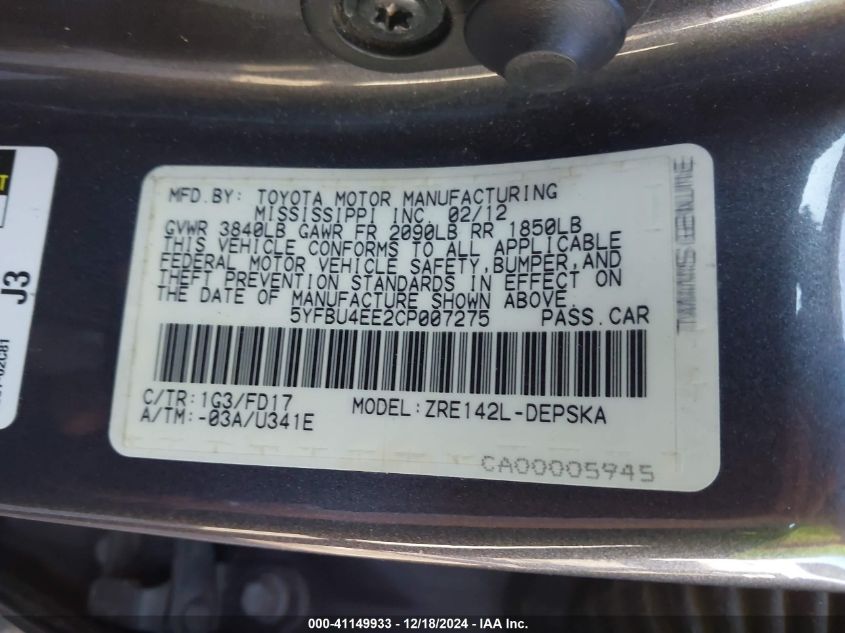 MFD.BY: TOYOTA MOTOR MANUFACTURING
MISSISSIPPI INC. 02/12
GVWR 3840LB GAWR FR 2090LB RR 1850LB
THIS VEHICLE CONFORMS TO ALL APPLICABLE
FEDERAL MOTOR VEHICLE SAFETY,BUMPER,AND
THEFT PREVENTION STANDARDS IN EFFECT ON
THE DATE OF MANUFACTURE SHOWN ABOVE.
5YFBU4EE2CP007275 PASS.CAR
C/TR:1G3/FD17 MODEL:ZRE142L-DEPSKA
A/TM:-03A/U341E
CA00005945
GENUINE
J3
02C81
000-41149933 - 12/18/2024 - IAAI.com